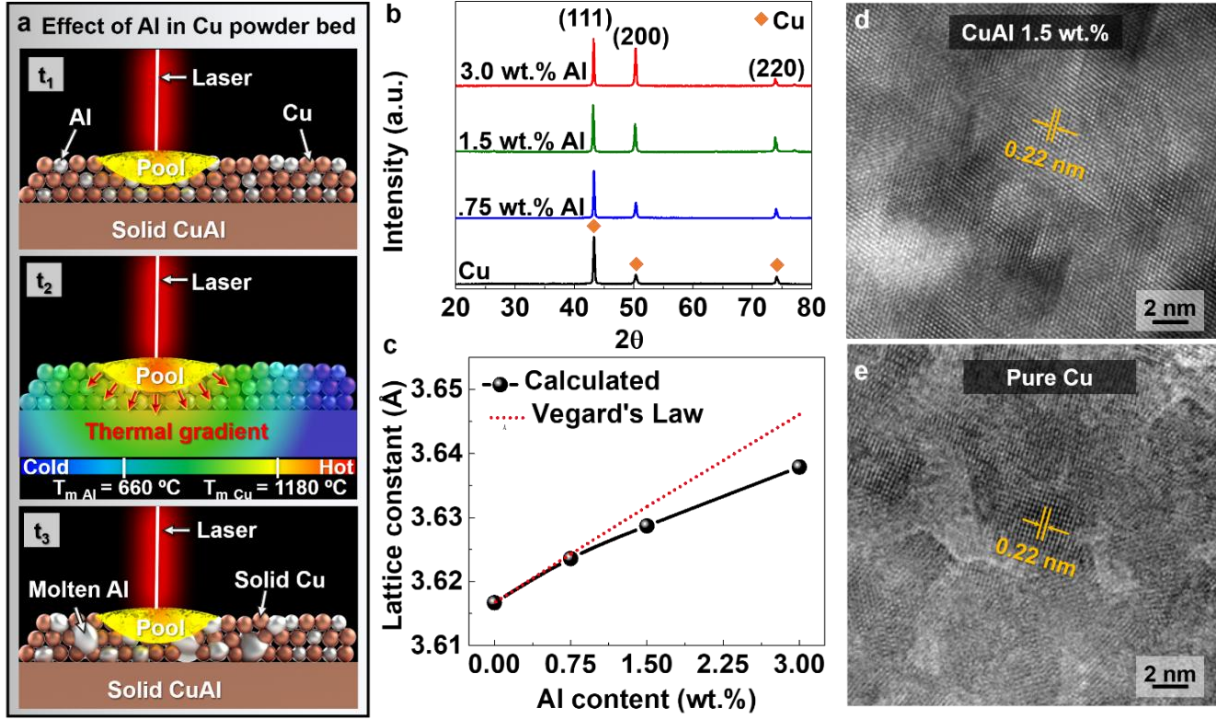 a Effect of Al in Cu powder bed
t₁
Laser
Al
Cu
Pool
Solid CuAl
t₂
Laser
Pool
Thermal gradient
Cold
Hot
Tm Al = 660 ºC
Tm Cu = 1180 ºC
t₃
Laser
Molten Al
Solid Cu
Pool
Solid CuAl
b
(111)
(200)
(220)
Cu
3.0 wt.% Al
1.5 wt.% Al
.75 wt.% Al
Cu
Intensity (a.u.)
20 30 40 50 60 70 80
2θ
c
Calculated
Vegard's Law
Lattice constant (Å)
3.65
3.64
3.63
3.62
3.61
0.00 0.75 1.50 2.25 3.00
Al content (wt.%)
d
CuAl 1.5 wt.%
0.22 nm
2 nm
e
Pure Cu
0.22 nm
2 nm